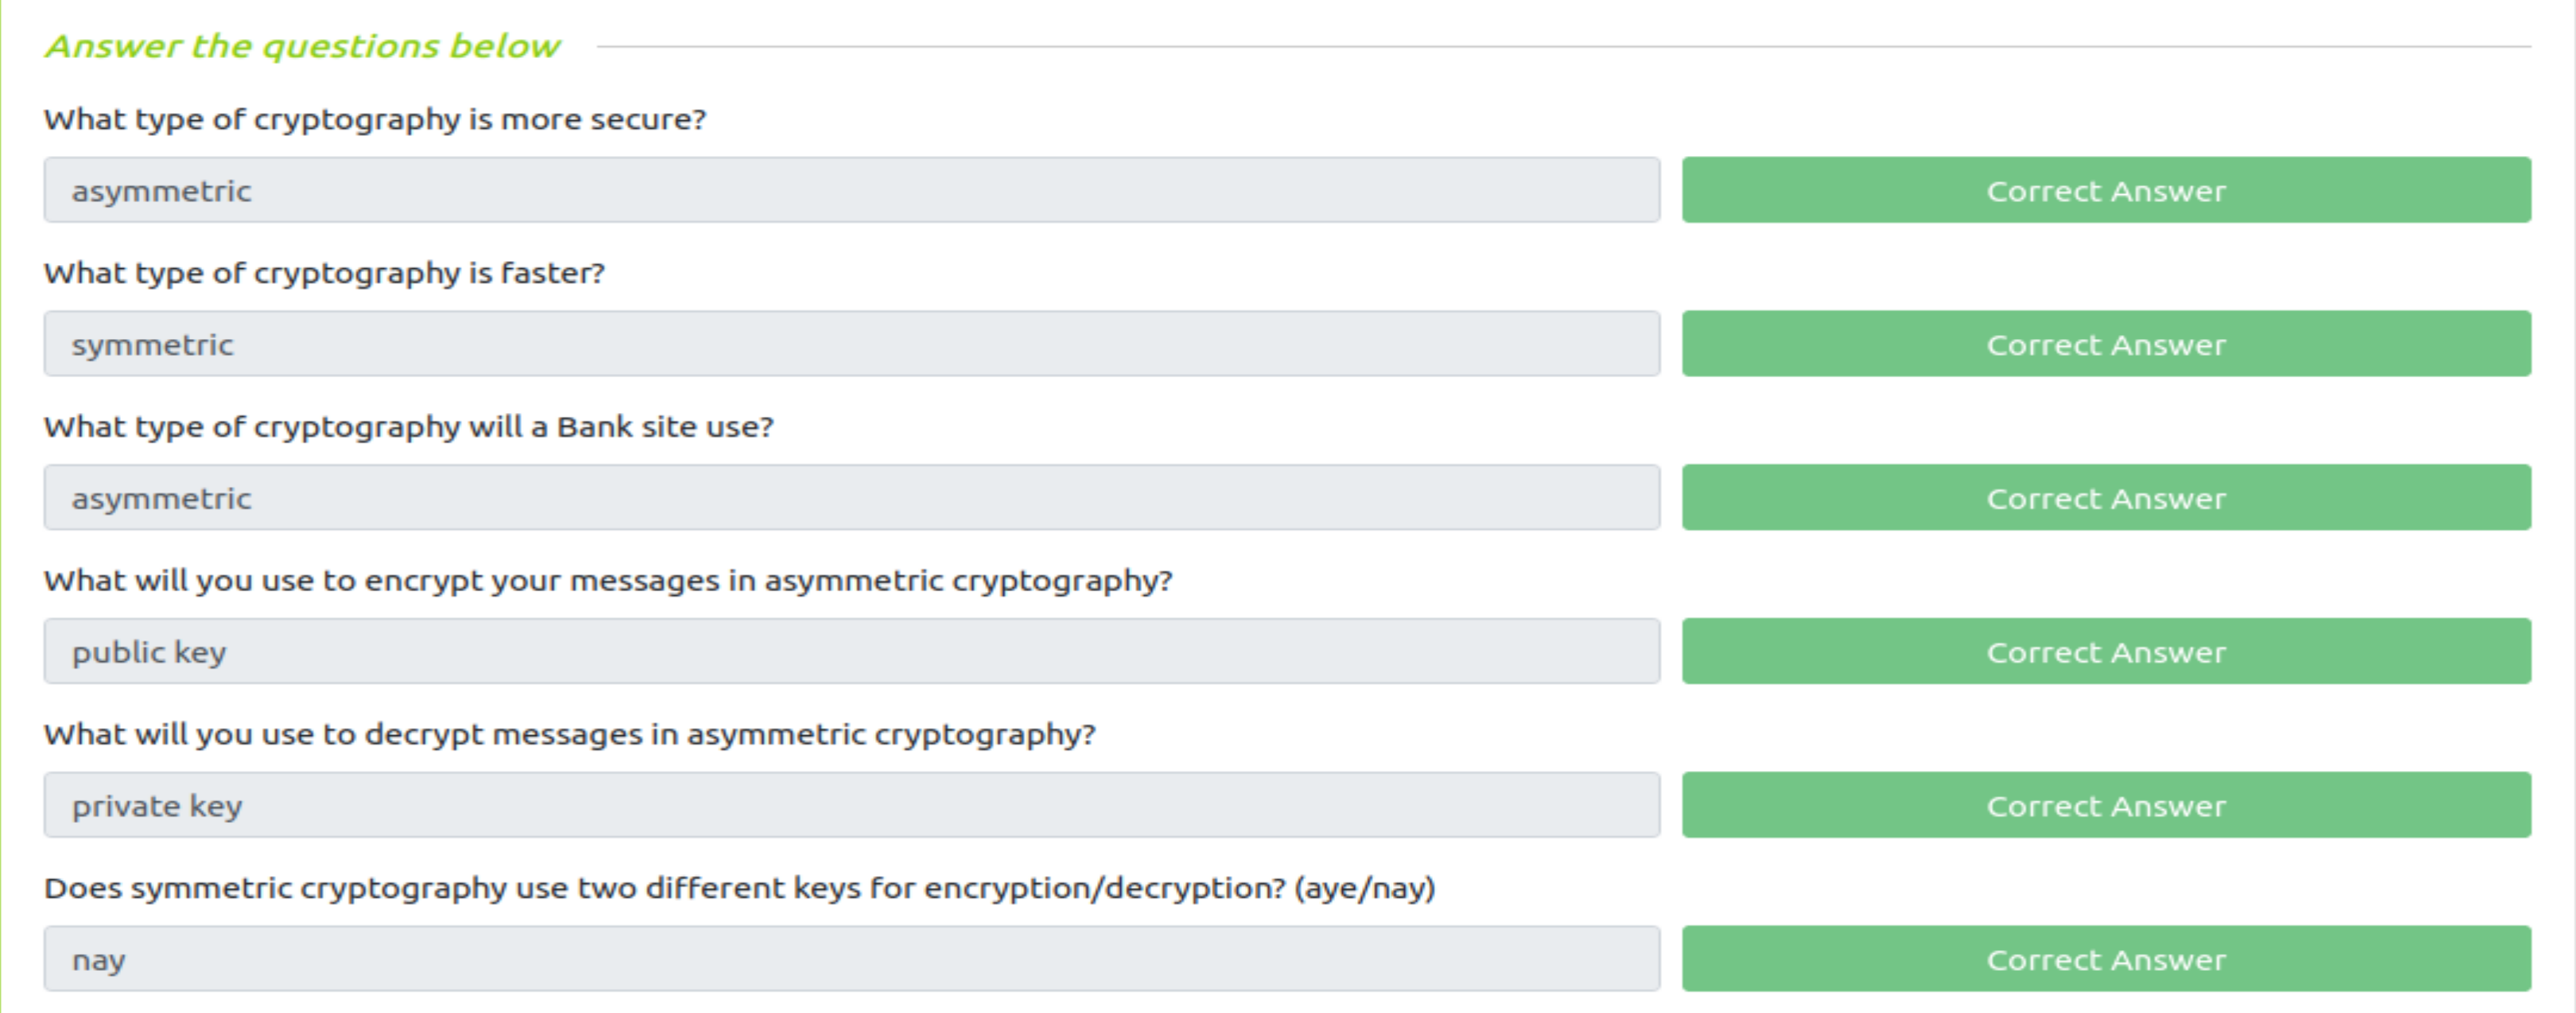 Answer the questions below
What type of cryptography is more secure?
asymmetric
Correct Answer
What type of cryptography is faster?
symmetric
Correct Answer
What type of cryptography will a Bank site use?
asymmetric
Correct Answer
What will you use to encrypt your messages in asymmetric cryptography?
public key
Correct Answer
What will you use to decrypt messages in asymmetric cryptography?
private key
Correct Answer
Does symmetric cryptography use two different keys for encryption/decryption? (aye/nay)
nay
Correct Answer